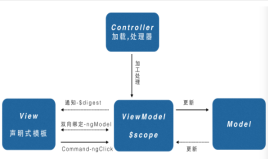 Controller
加载,处理器
加工处理
View
声明式模板
通知-$digest
双向绑定-ngModel
Command-ngClick
ViewModel
$scope
更新
更新
Model